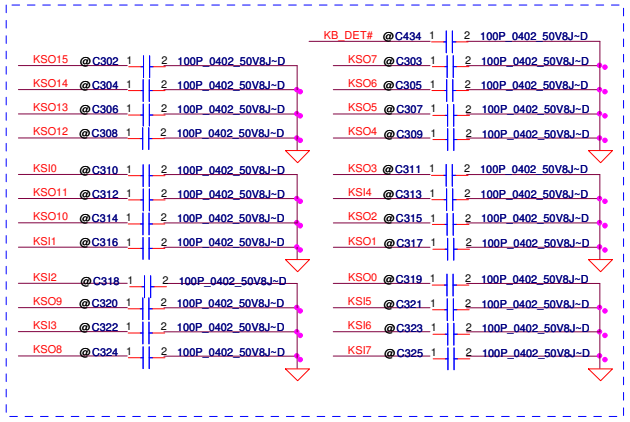 KB_DET# @C434 1 2 100P_0402_50V8J~D
KSO15 @C302 1 2 100P_0402_50V8J~D
KSO14 @C304 1 2 100P_0402_50V8J~D
KSO13 @C306 1 2 100P_0402_50V8J~D
KSO12 @C308 1 2 100P_0402_50V8J~D
KSI0 @C310 1 2 100P_0402_50V8J~D
KSO11 @C312 1 2 100P_0402_50V8J~D
KSO10 @C314 1 2 100P_0402_50V8J~D
KSI1 @C316 1 2 100P_0402_50V8J~D
KSI2 @C318 1 2 100P_0402_50V8J~D
KSO9 @C320 1 2 100P_0402_50V8J~D
KSI3 @C322 1 2 100P_0402_50V8J~D
KSO8 @C324 1 2 100P_0402_50V8J~D
KSO7 @C303 1 2 100P_0402_50V8J~D
KSO6 @C305 1 2 100P_0402_50V8J~D
KSO5 @C307 1 2 100P_0402_50V8J~D
KSO4 @C309 1 2 100P_0402_50V8J~D
KSO3 @C311 1 2 100P_0402_50V8J~D
KSI4 @C313 1 2 100P_0402_50V8J~D
KSO2 @C315 1 2 100P_0402_50V8J~D
KSO1 @C317 1 2 100P_0402_50V8J~D
KSO0 @C319 1 2 100P_0402_50V8J~D
KSI5 @C321 1 2 100P_0402_50V8J~D
KSI6 @C323 1 2 100P_0402_50V8J~D
KSI7 @C325 1 2 100P_0402_50V8J~D